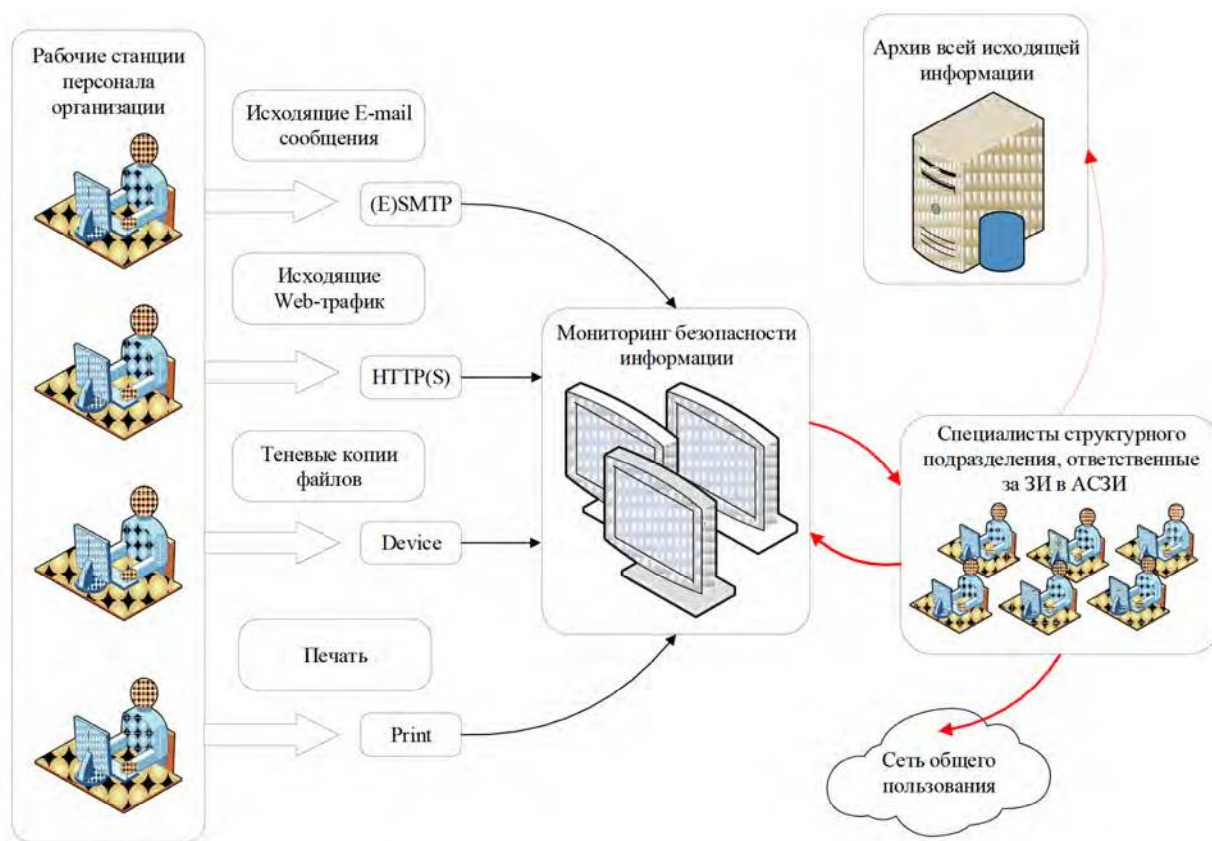 Рабочие станции
персонала
организации
Исходящие E-mail
сообщения
(E)SMTP
Исходящие
Web-трафик
HTTP(S)
Теневые копии
файлов
Device
Печать
Print
Мониторинг безопасности
информации
Архив всей исходящей
информации
Специалисты структурного
подразделения, ответственные
за ЗИ в АСЗИ
Сеть общего
пользования